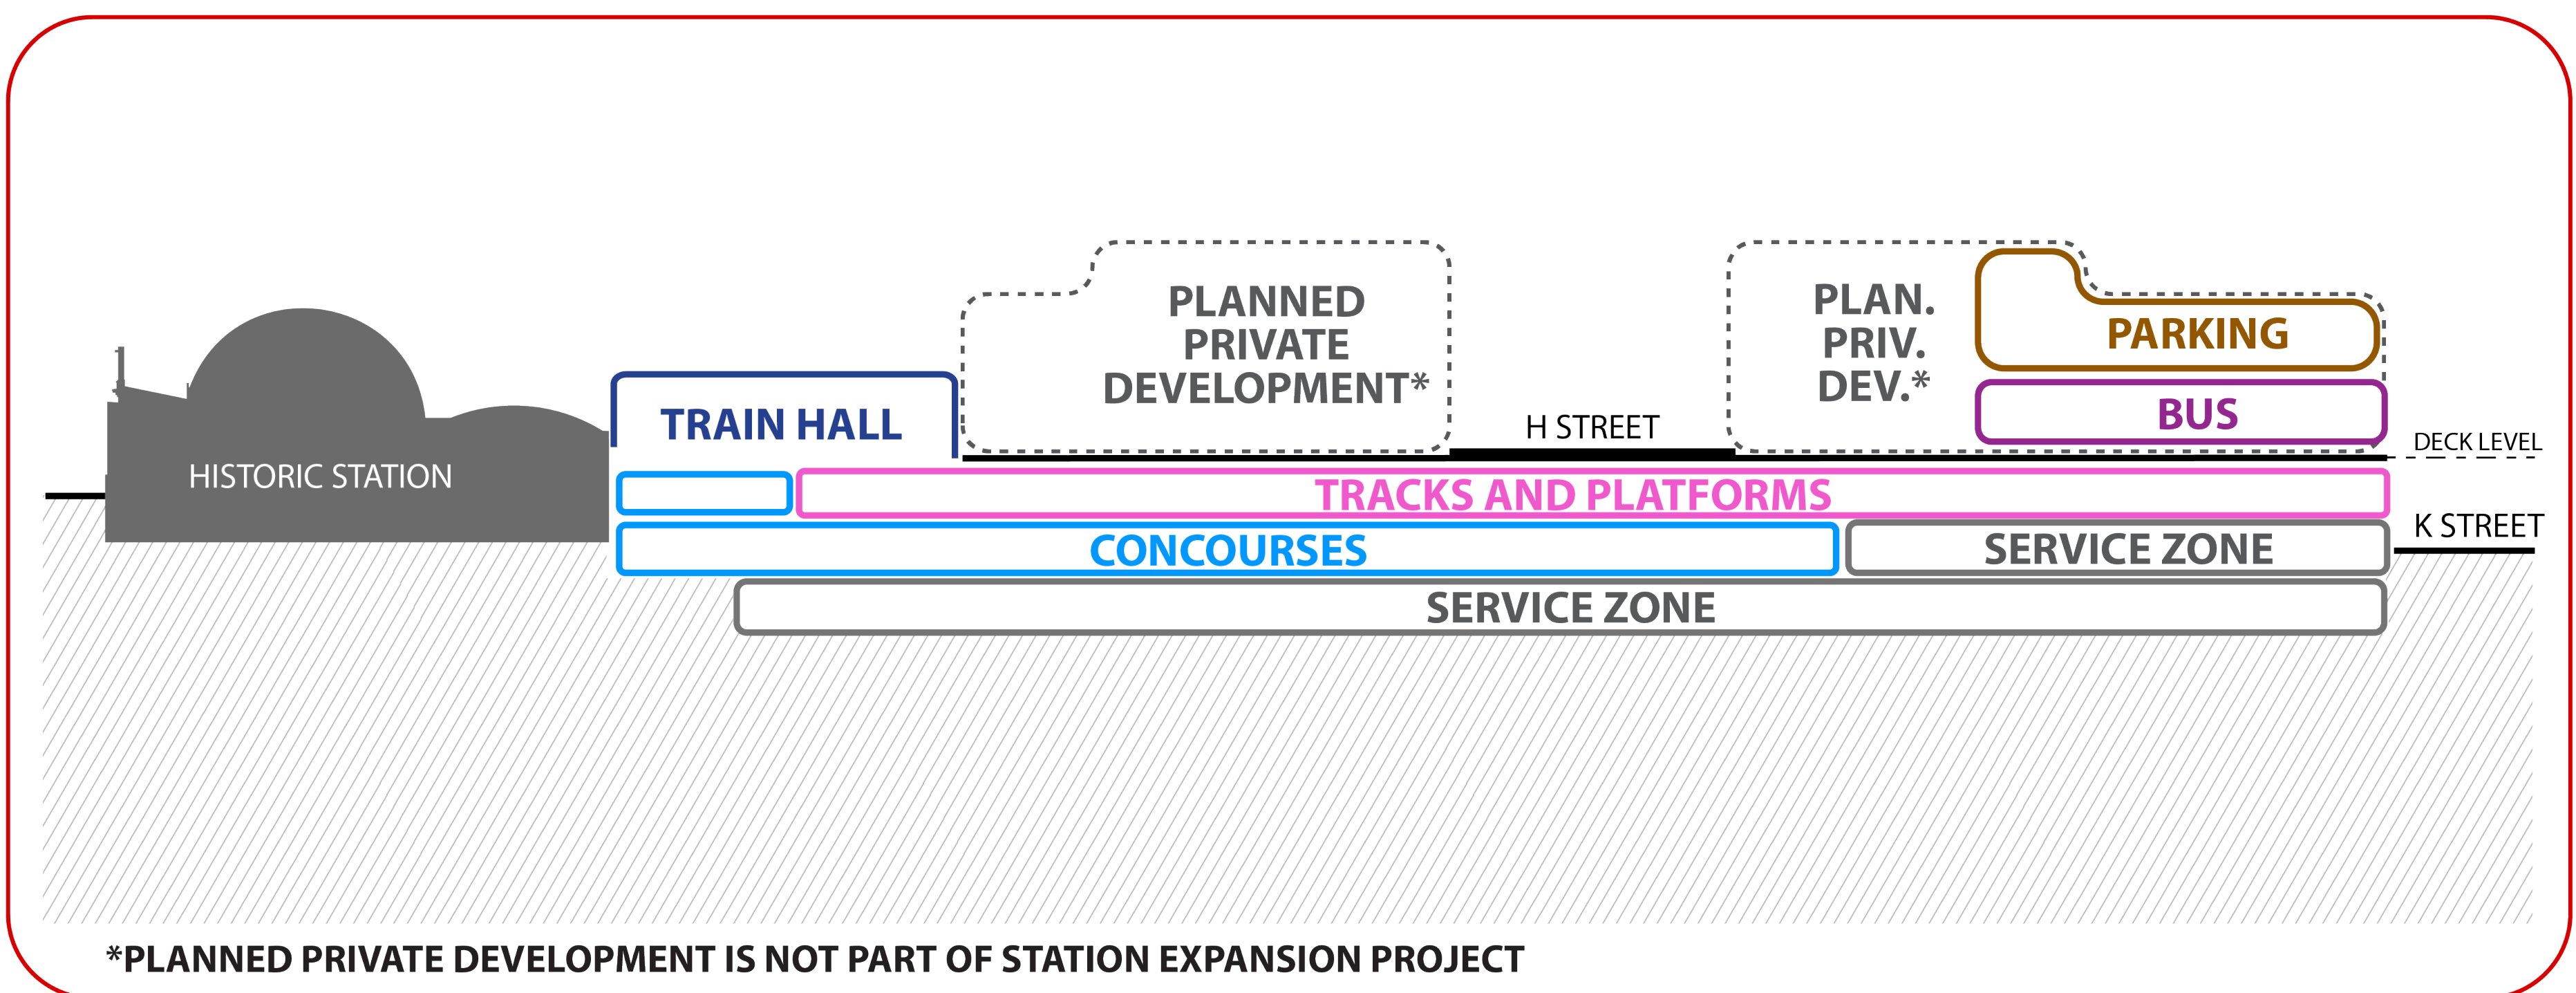 PLANNED
PRIVATE
DEVELOPMENT*
PLAN.
PRIV.
DEV.*
PARKING
BUS
TRAIN HALL
H STREET
DECK LEVEL
HISTORIC STATION
TRACKS AND PLATFORMS
K STREET
CONCOURSES
SERVICE ZONE
SERVICE ZONE
*PLANNED PRIVATE DEVELOPMENT IS NOT PART OF STATION EXPANSION PROJECT